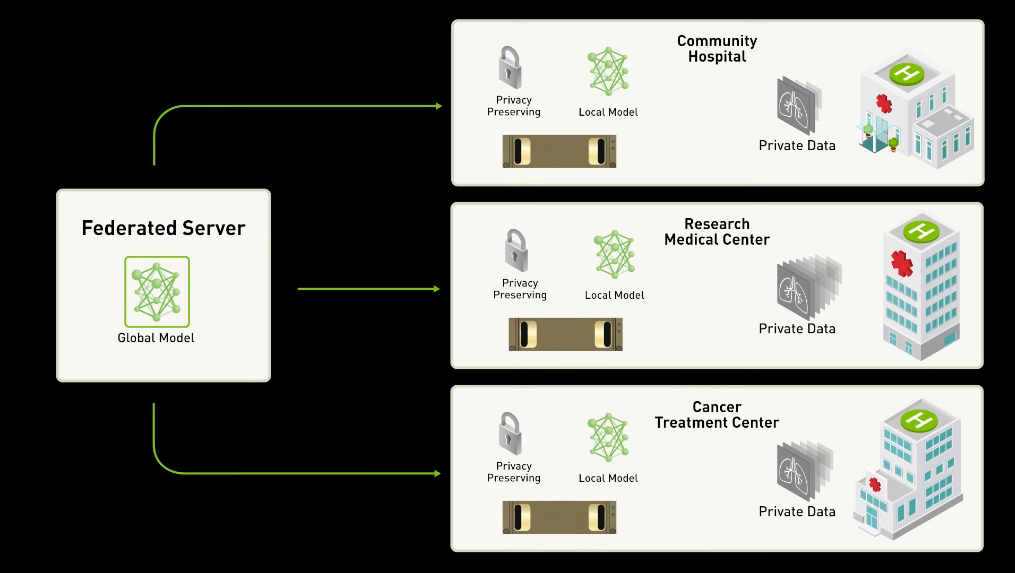 Federated Server
Global Model
Community
Hospital
Privacy
Preserving
Local Model
Private Data
H
Research
Medical Center
Privacy
Preserving
Local Model
Private Data
H
Cancer
Treatment Center
Privacy
Preserving
Local Model
Private Data
H